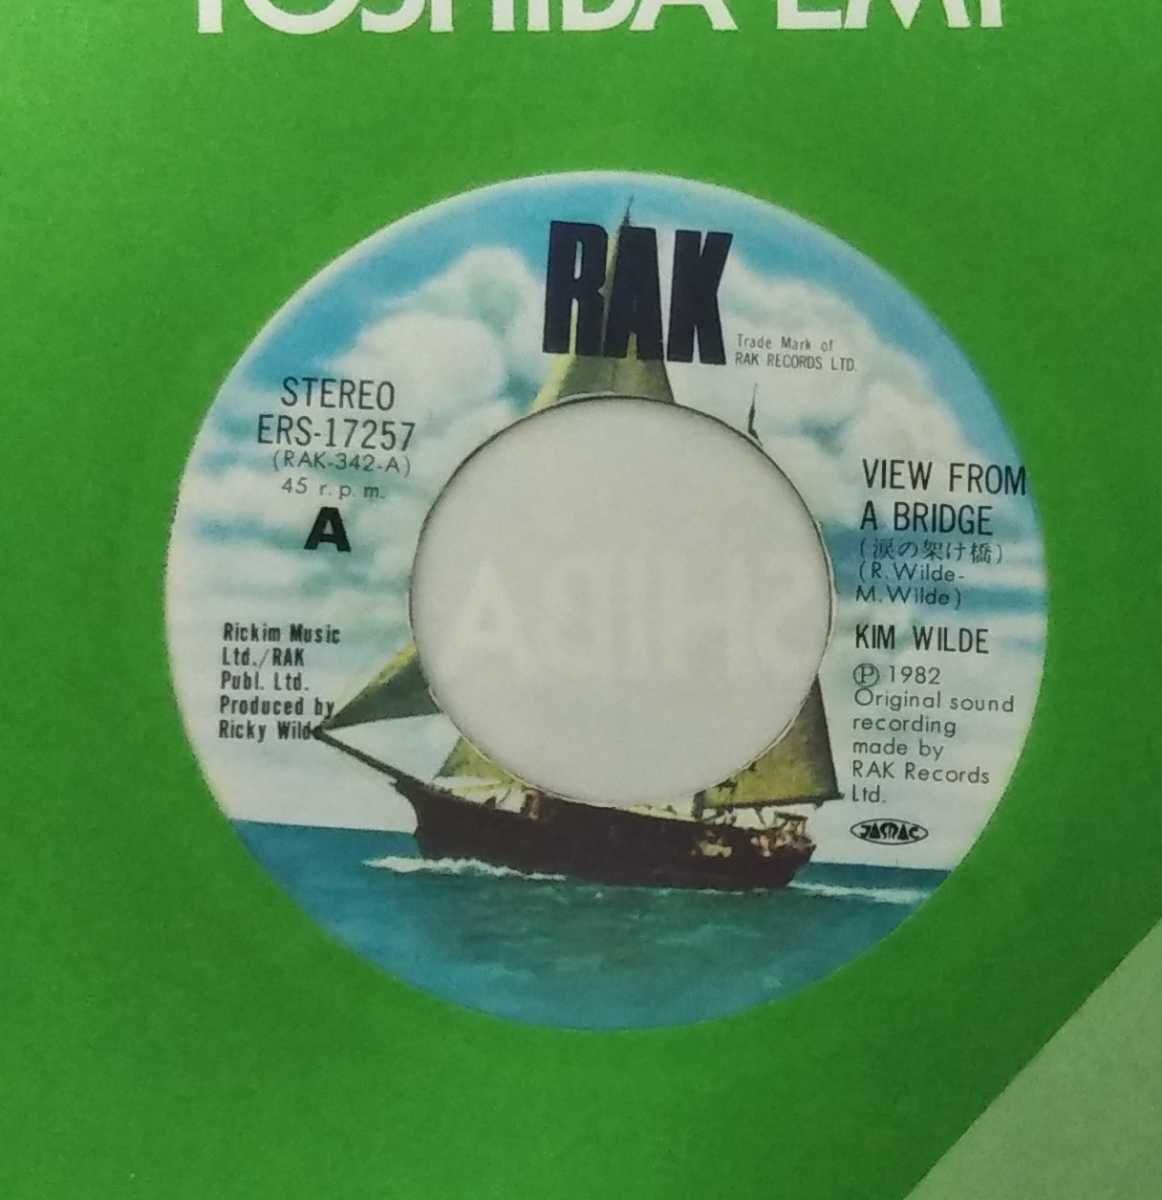 TOSHIBA EMI
RAK
Trade Mark of
RAK RECORDS LTD.
STEREO
ERS-17257
(RAK-342-A)
45 r.p.m.
A
Rickim Music
Ltd./RAK
Publ. Ltd.
Produced by
Ricky Wilde
VIEW FROM
A BRIDGE
(涙の架け橋)
(R.Wilde-
M.Wilde)
KIM WILDE
Ⓟ 1982
Original sound
recording
made by
RAK Records
Ltd.
JASRAC